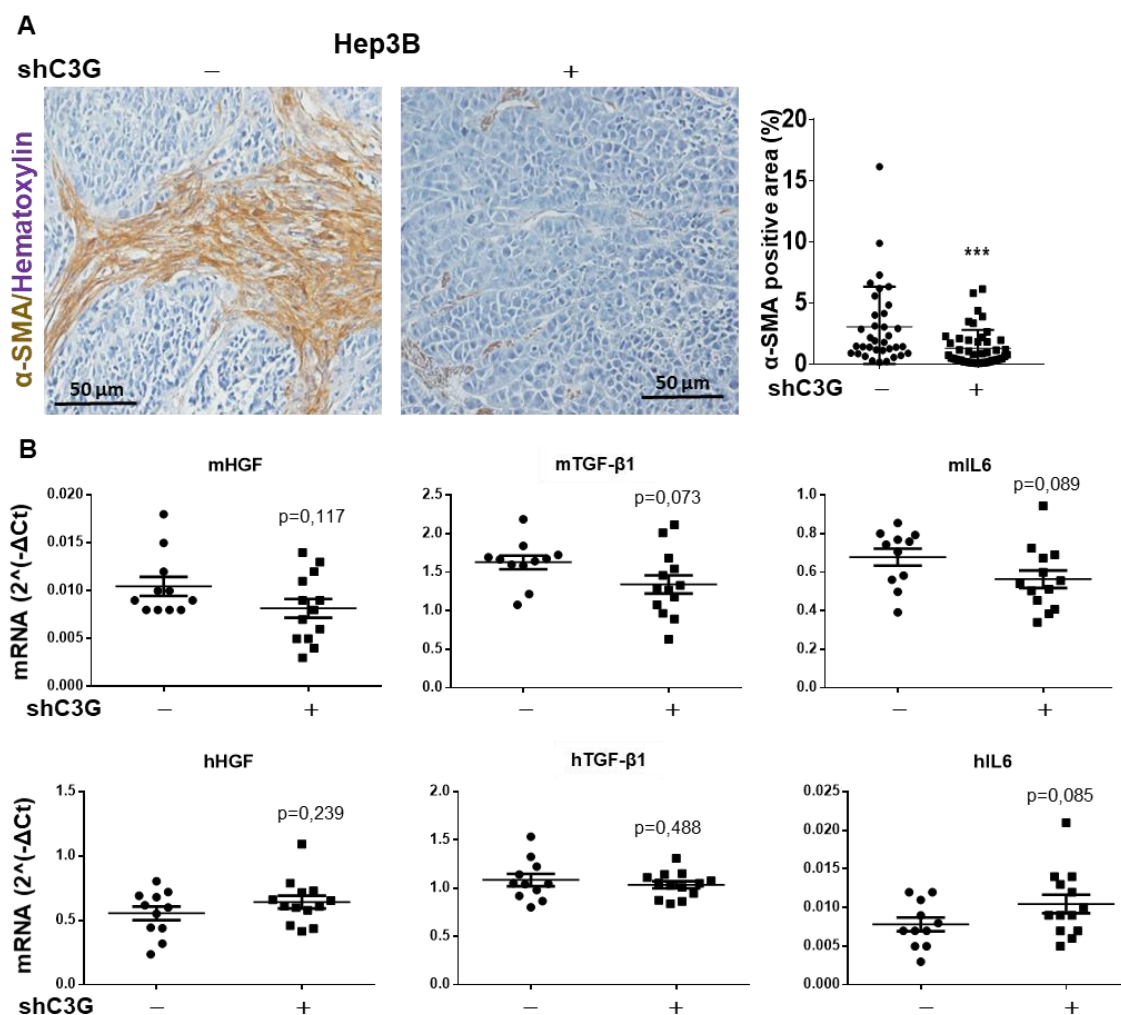 A
Hep3B
shC3G − +
α-SMA/Hematoxylin
50 µm
50 µm
α-SMA positive area (%)
20
15
10
5
0
***
shC3G − +
B
mHGF
mRNA (2^(-ΔCt)
0.020
0.015
0.010
0.005
0.000
p=0,117
shC3G − +
mTGF-β1
2.5
2.0
1.5
1.0
0.5
0.0
p=0,073
− +
mIL6
1.0
0.8
0.6
0.4
0.2
0.0
p=0,089
− +
hHGF
mRNA (2^(-ΔCt)
1.5
1.0
0.5
0.0
p=0,239
shC3G − +
hTGF-β1
2.0
1.5
1.0
0.5
0.0
p=0,488
− +
hIL6
0.025
0.020
0.015
0.010
0.005
0.000
p=0,085
− +